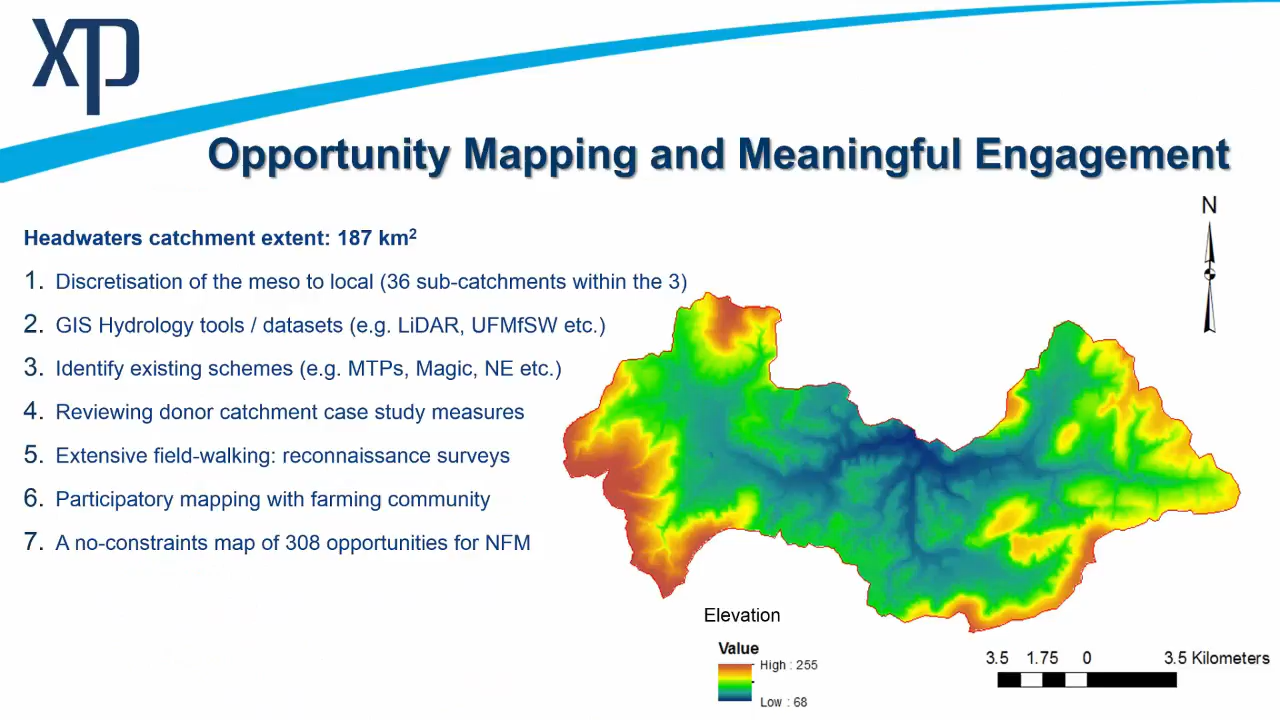 XP
Opportunity Mapping and Meaningful Engagement
N
Headwaters catchment extent: 187 km²
1. Discretisation of the meso to local (36 sub-catchments within the 3)
2. GIS Hydrology tools / datasets (e.g. LiDAR, UFMfSW etc.)
3. Identify existing schemes (e.g. MTPs, Magic, NE etc.)
4. Reviewing donor catchment case study measures
5. Extensive field-walking: reconnaissance surveys
6. Participatory mapping with farming community
7. A no-constraints map of 308 opportunities for NFM
Elevation
Value
High : 255
Low : 68
3.5 1.75 0 3.5 Kilometers